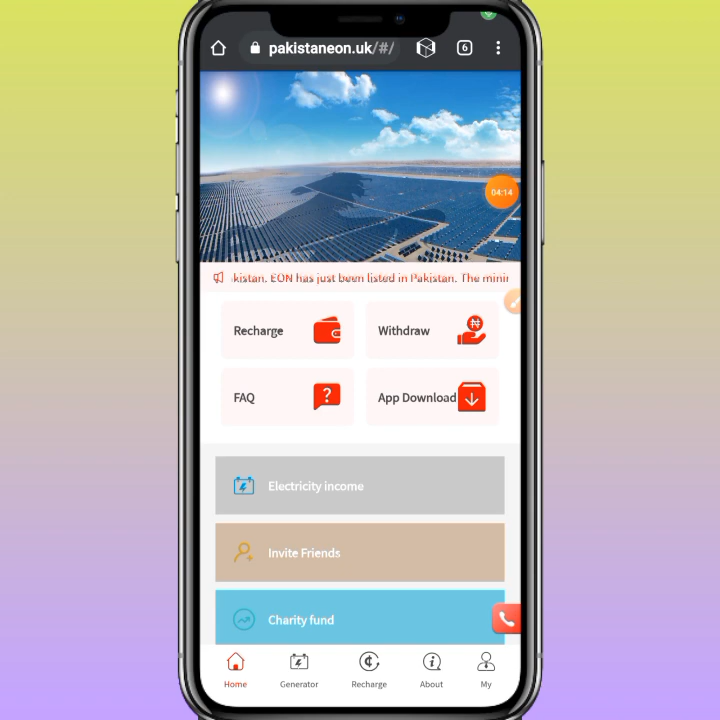 pakistaneon.uk/#/
6
04:14
kistan. EON has just been listed in Pakistan. The minir
Recharge
Withdraw
FAQ
App Download
Electricity income
Invite Friends
Charity fund
Home
Generator
Recharge
About
My